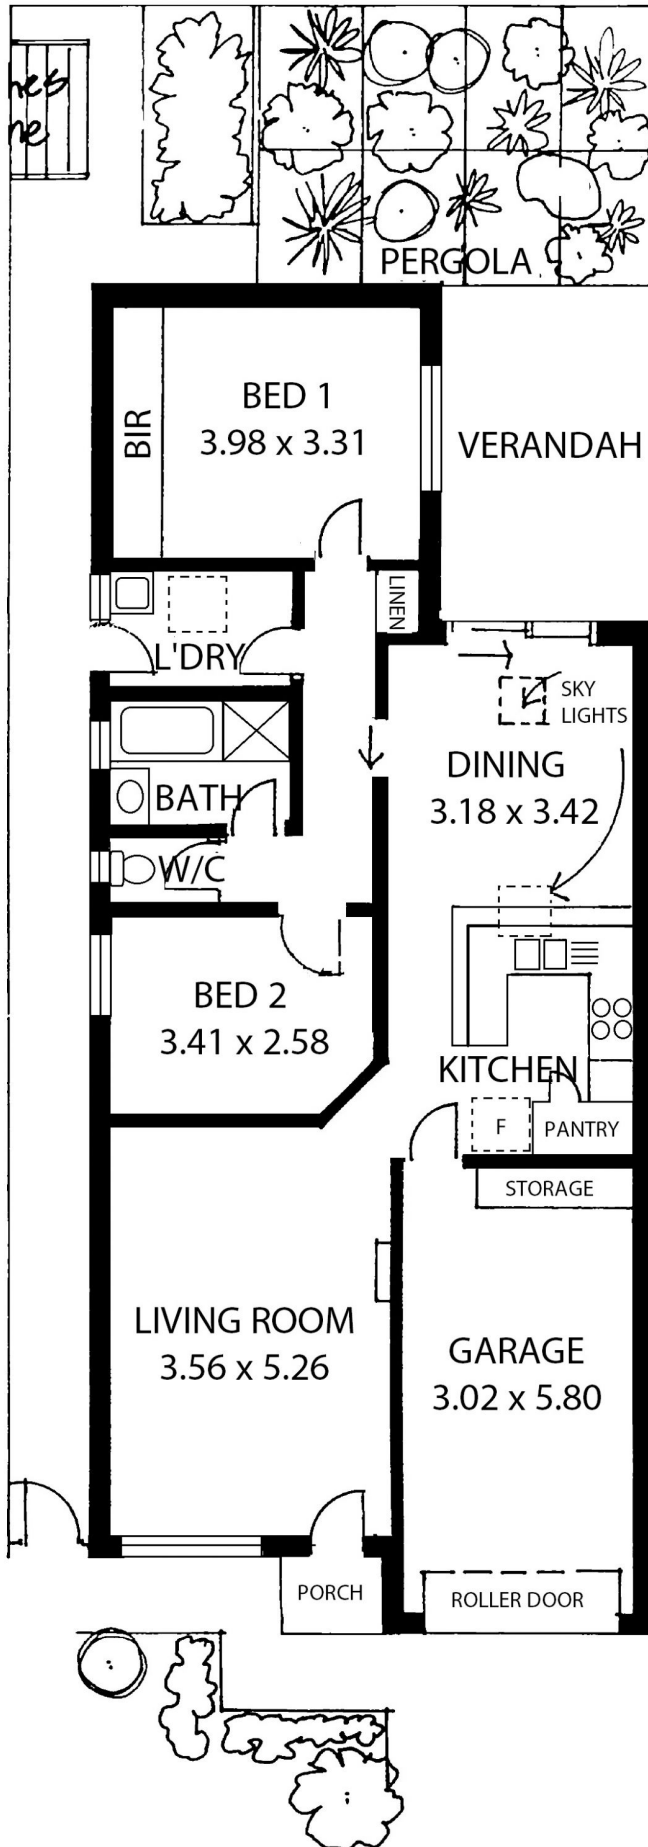 PERGOLA
BED 1
3.98 x 3.31
BIR
VERANDAH
LINEN
L'DRY
SKY
LIGHTS
DINING
3.18 x 3.42
BATH
W/C
BED 2
3.41 x 2.58
KITCHEN
F
PANTRY
STORAGE
LIVING ROOM
3.56 x 5.26
GARAGE
3.02 x 5.80
PORCH
ROLLER DOOR